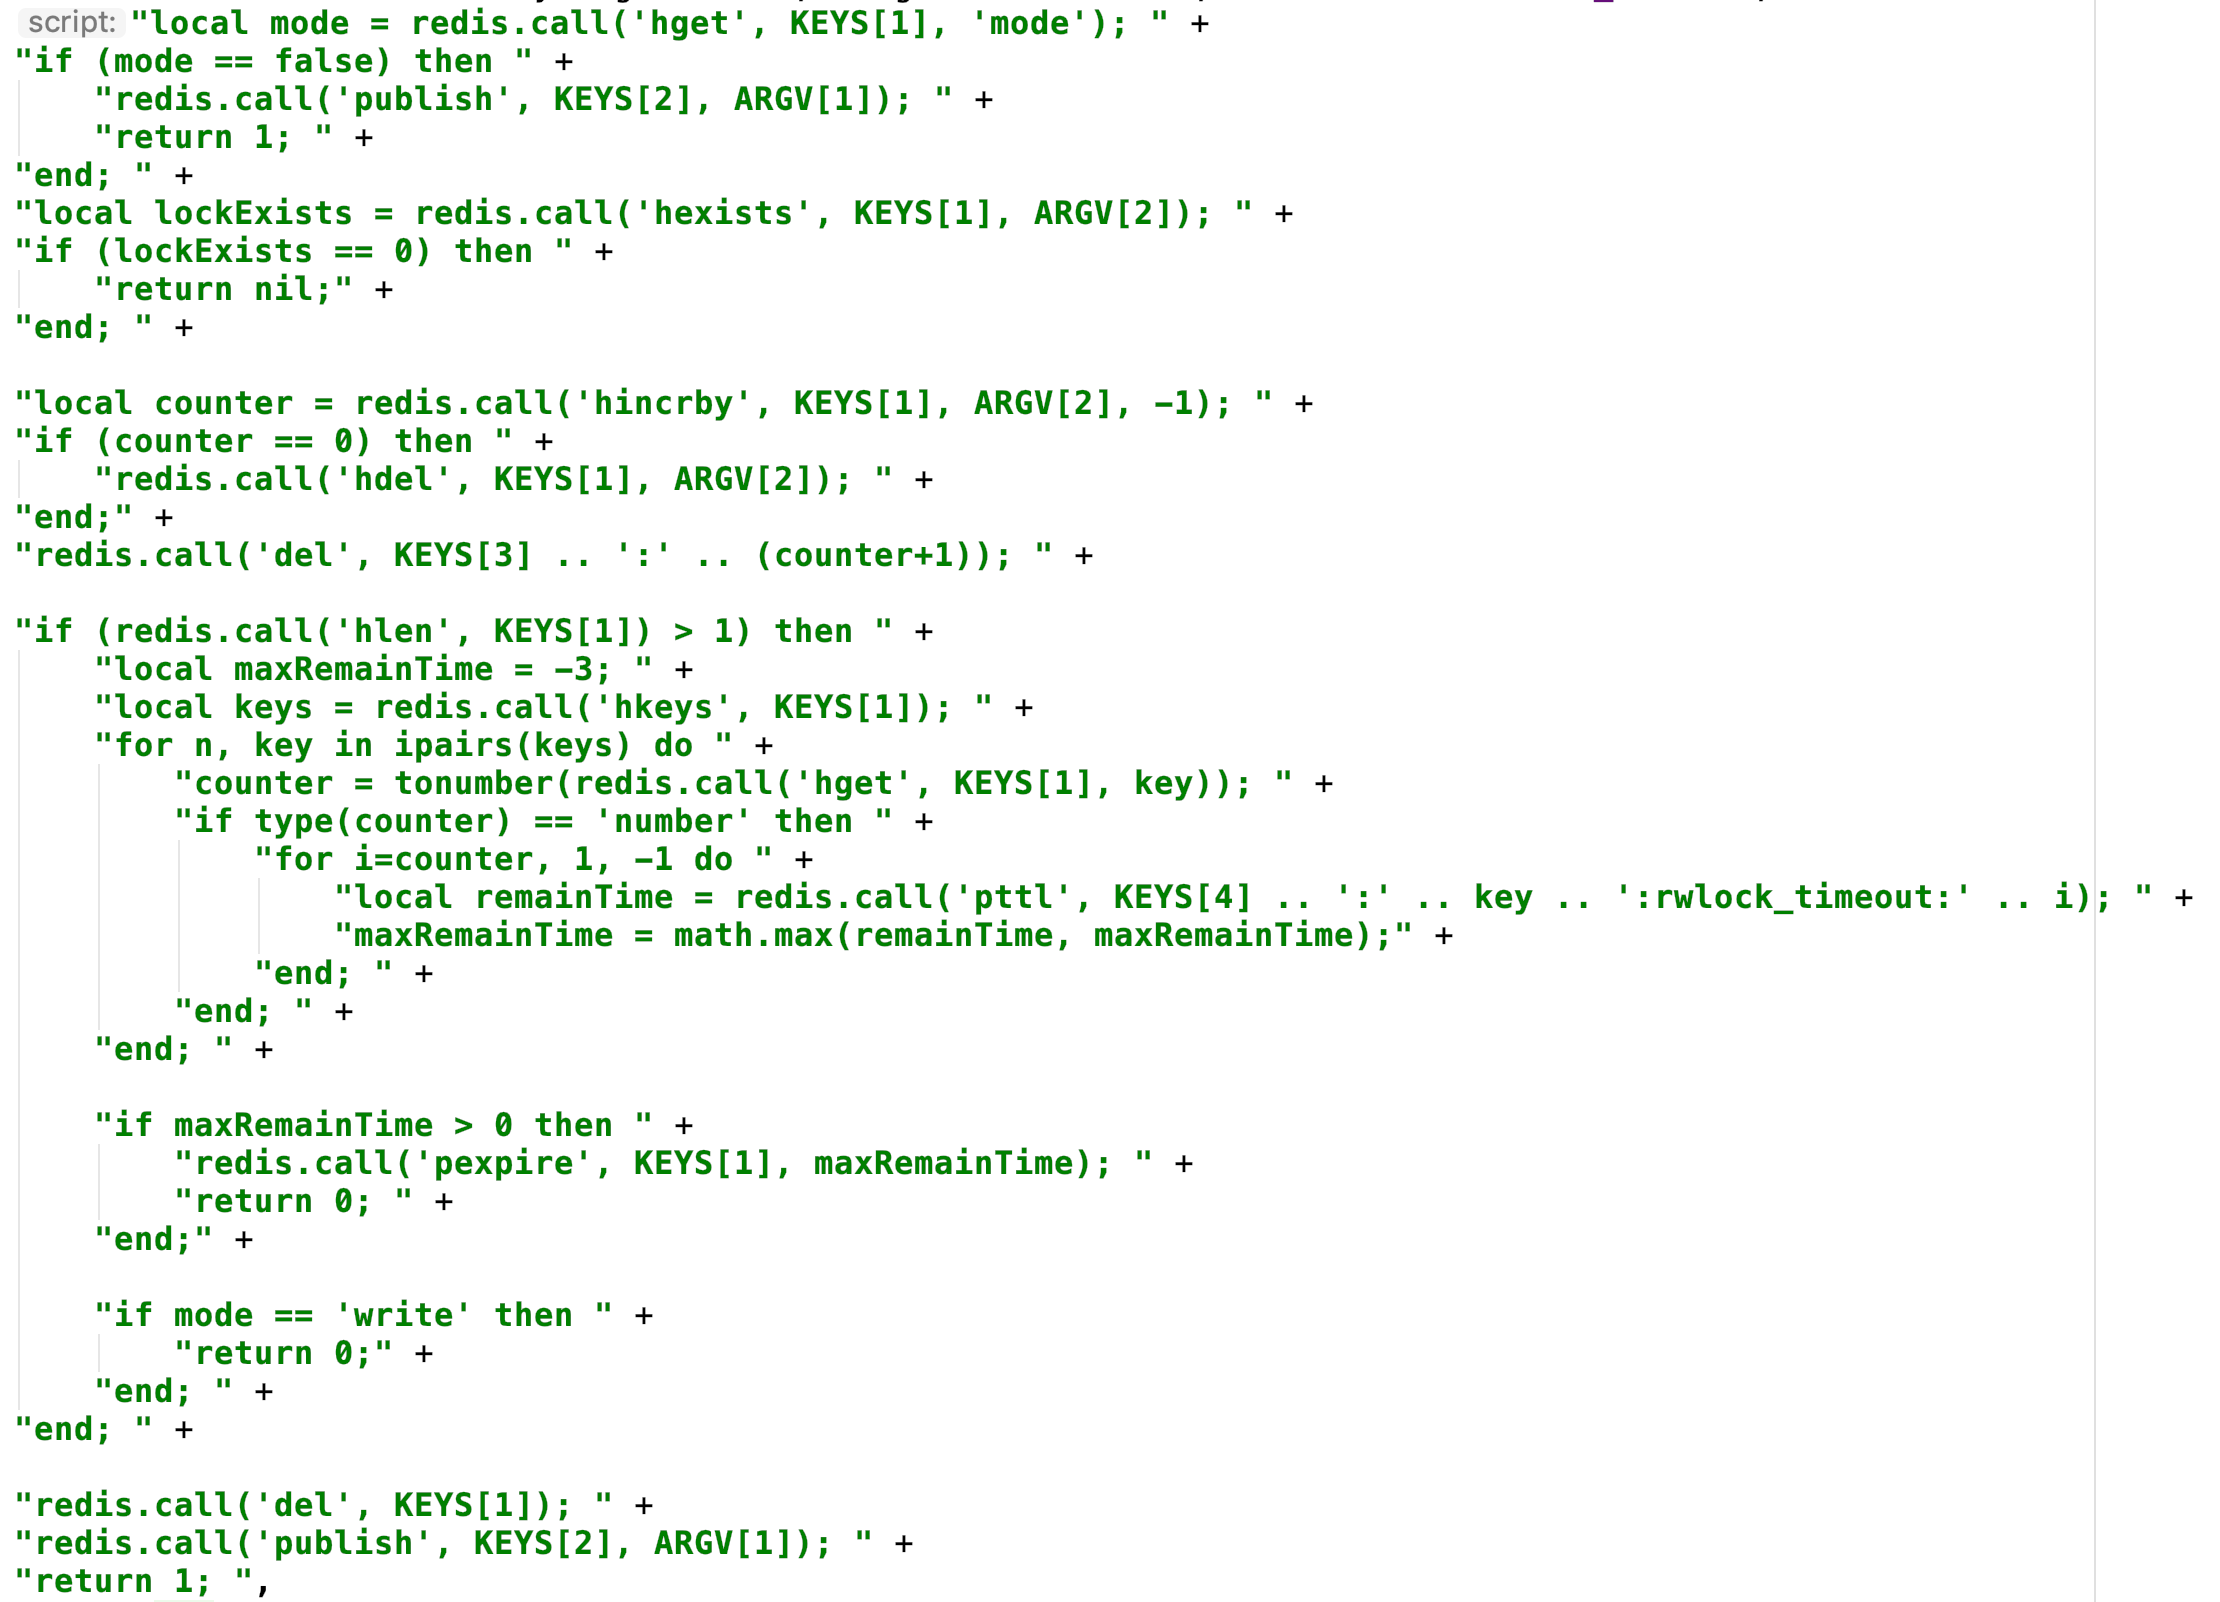 script: "local mode = redis.call('hget', KEYS[1], 'mode'); " +
"if (mode == false) then " +
"redis.call('publish', KEYS[2], ARGV[1]); " +
"return 1; " +
"end; " +
"local lockExists = redis.call('hexists', KEYS[1], ARGV[2]); " +
"if (lockExists == 0) then " +
"return nil;" +
"end; " +
"local counter = redis.call('hincrby', KEYS[1], ARGV[2], -1); " +
"if (counter == 0) then " +
"redis.call('hdel', KEYS[1], ARGV[2]); " +
"end;" +
"redis.call('del', KEYS[3] .. ':' .. (counter+1)); " +
"if (redis.call('hlen', KEYS[1]) > 1) then " +
"local maxRemainTime = -3; " +
"local keys = redis.call('hkeys', KEYS[1]); " +
"for n, key in ipairs(keys) do " +
"counter = tonumber(redis.call('hget', KEYS[1], key)); " +
"if type(counter) == 'number' then " +
"for i=counter, 1, -1 do " +
"local remainTime = redis.call('pttl', KEYS[4] .. ':' .. key .. ':rwlock_timeout:' .. i); " +
"maxRemainTime = math.max(remainTime, maxRemainTime);" +
"end; " +
"end; " +
"end; " +
"if maxRemainTime > 0 then " +
"redis.call('pexpire', KEYS[1], maxRemainTime); " +
"return 0; " +
"end;" +
"if mode == 'write' then " +
"return 0;" +
"end; " +
"end; " +
"redis.call('del', KEYS[1]); " +
"redis.call('publish', KEYS[2], ARGV[1]); " +
"return 1; ",